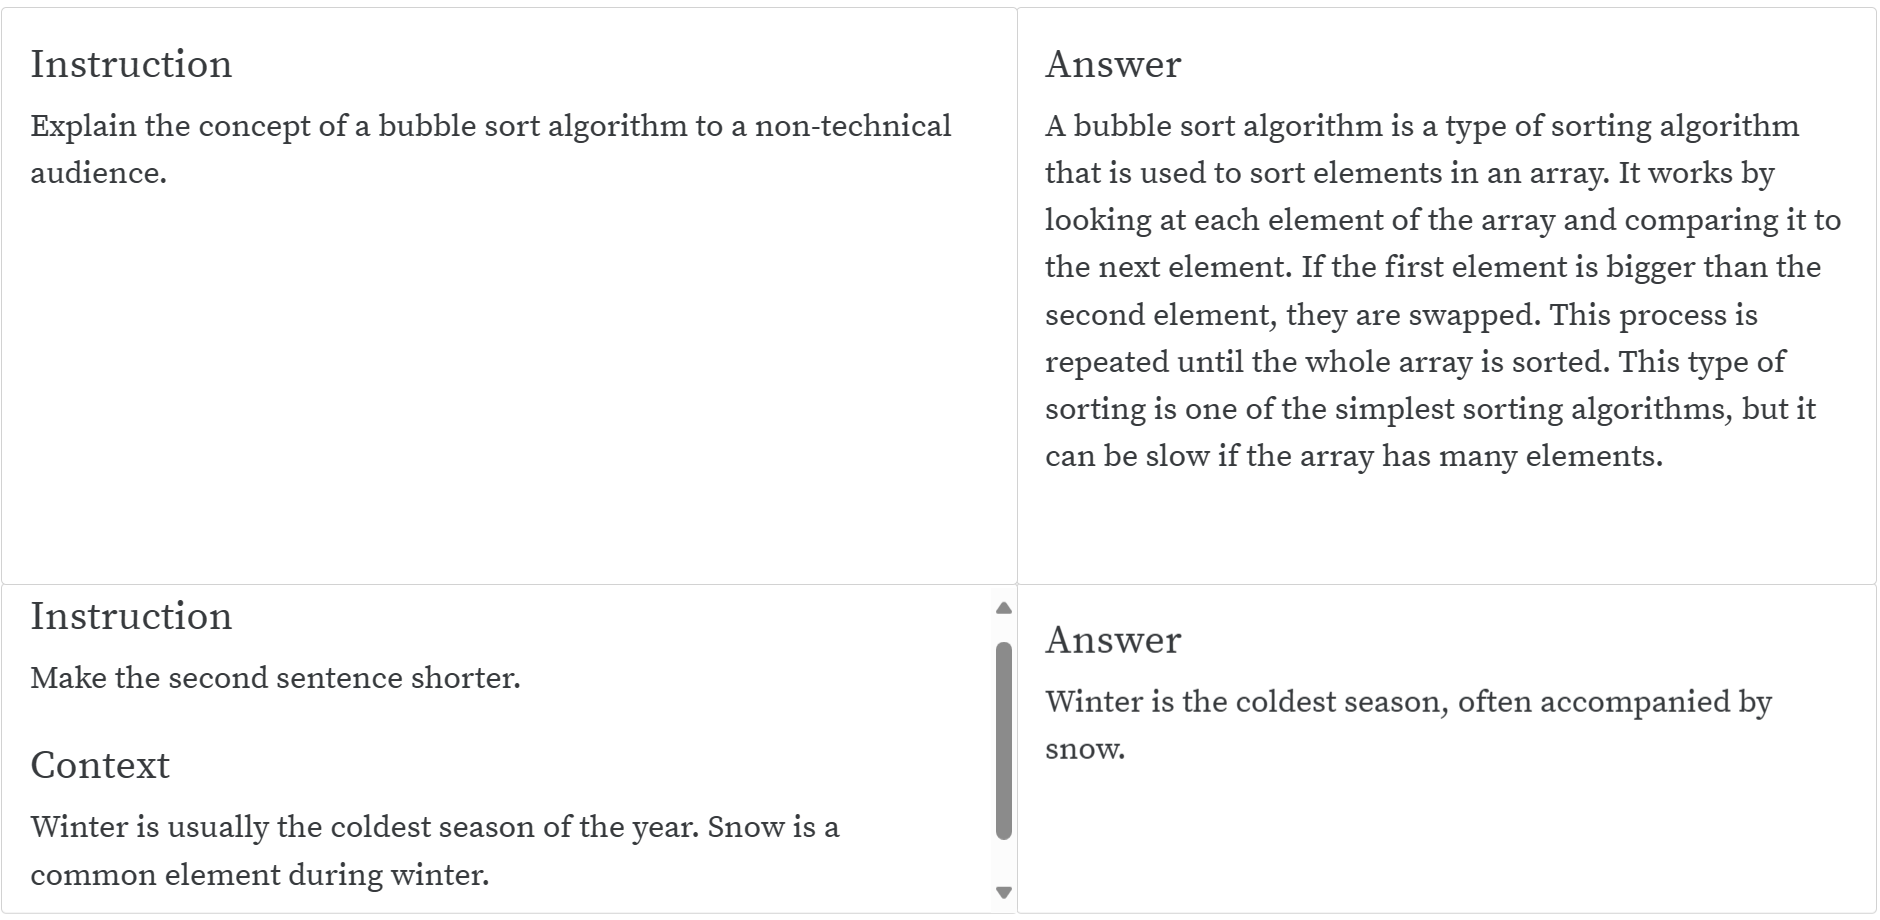 Instruction
Explain the concept of a bubble sort algorithm to a non-technical
audience.
Answer
A bubble sort algorithm is a type of sorting algorithm
that is used to sort elements in an array. It works by
looking at each element of the array and comparing it to
the next element. If the first element is bigger than the
second element, they are swapped. This process is
repeated until the whole array is sorted. This type of
sorting is one of the simplest sorting algorithms, but it
can be slow if the array has many elements.
Instruction
Make the second sentence shorter.
Context
Winter is usually the coldest season of the year. Snow is a
common element during winter.
Answer
Winter is the coldest season, often accompanied by
snow.